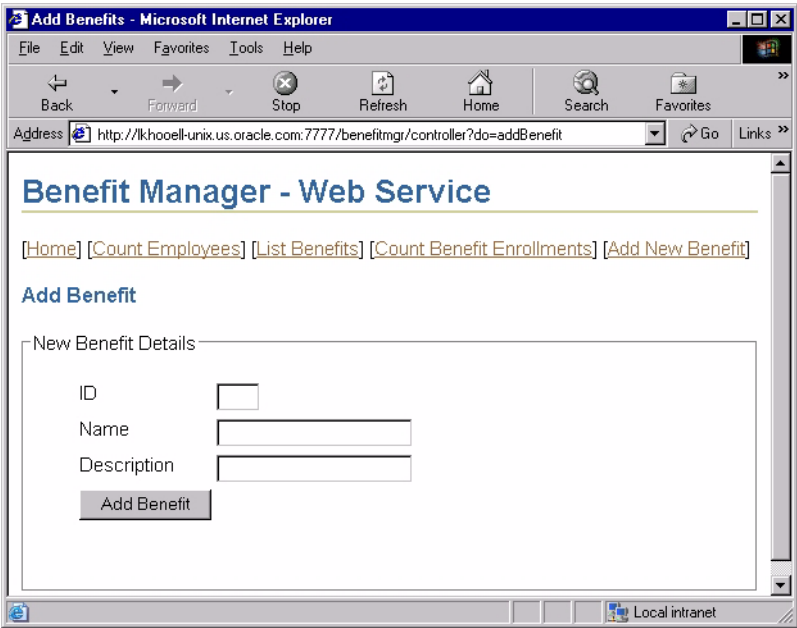 Add Benefits - Microsoft Internet Explorer
File Edit View Favorites Tools Help
Back Forward Stop Refresh Home Search Favorites »
Address http://lkhooell-unix.us.oracle.com:7777/benefitmgr/controller?do=addBenefit Go Links »
Benefit Manager - Web Service
[Home] [Count Employees] [List Benefits] [Count Benefit Enrollments] [Add New Benefit]
Add Benefit
New Benefit Details
ID
Name
Description
Add Benefit
Local intranet